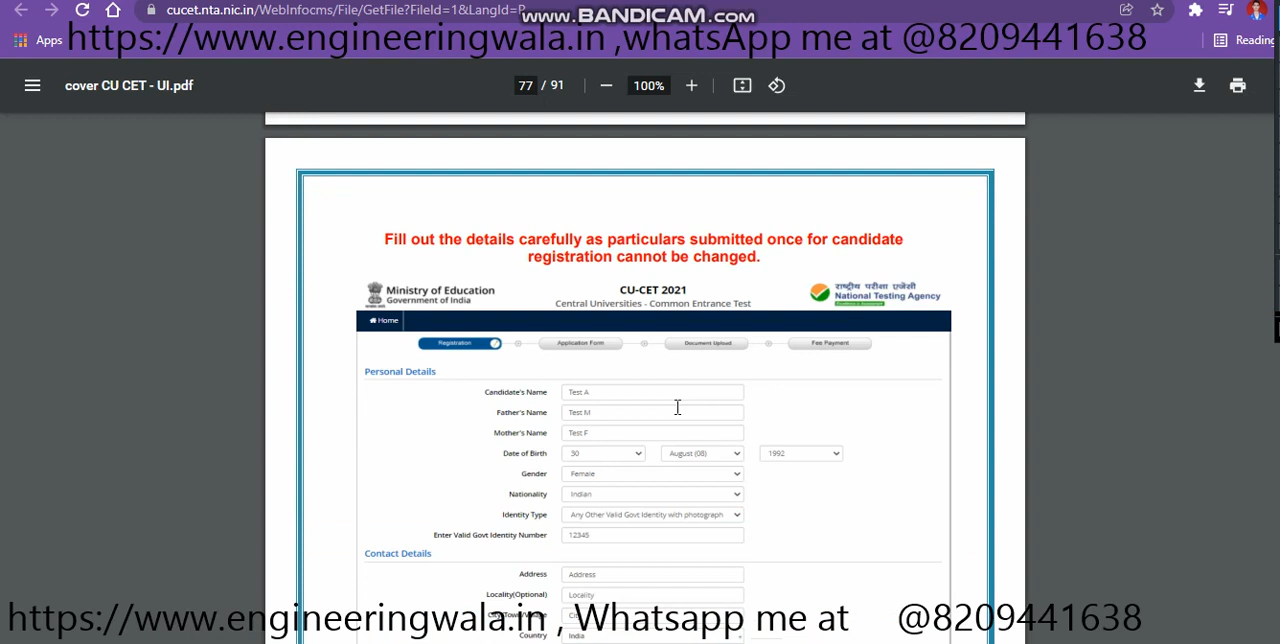 cucet.nta.nic.in/WebInfocms/File/GetFile?FileId=1&LangId=P
www.BANDICAM.com
Apps
https://www.engineeringwala.in ,whatsApp me at @8209441638
Reading
cover CU CET - UI.pdf
77 / 91
100%
Fill out the details carefully as particulars submitted once for candidate
registration cannot be changed.
Ministry of Education
Government of India
CU-CET 2021
Central Universities - Common Entrance Test
राष्ट्रीय परीक्षा एजेंसी
National Testing Agency
Home
Registration
Application Form
Document Upload
Fee Payment
Personal Details
Candidate's Name Test A
Father's Name Test M
Mother's Name Test F
Date of Birth 30 August (08) 1992
Gender Female
Nationality Indian
Identity Type Any Other Valid Govt Identity with photograph
Enter Valid Govt Identity Number 12345
Contact Details
Address Address
Locality(Optional) Locality
https://www.engineeringwala.in , Whatsapp me at @8209441638
Country India